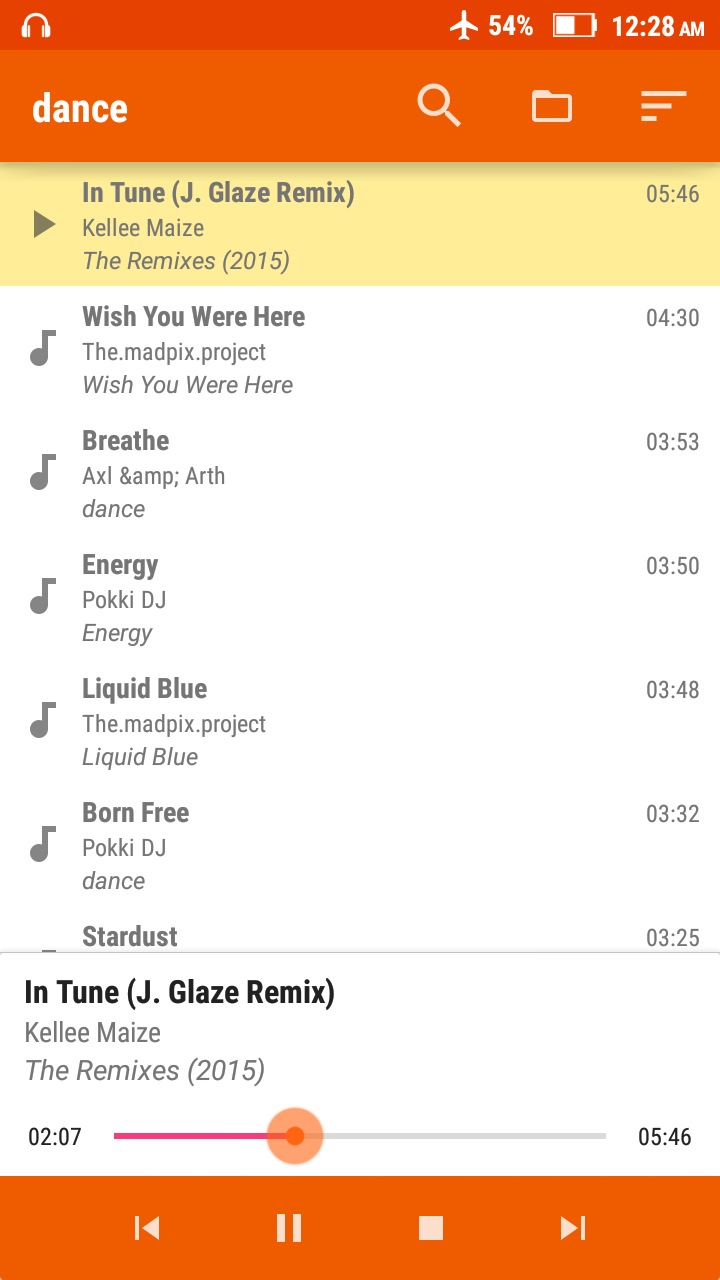 54% 12:28 AM
dance
In Tune (J. Glaze Remix) 05:46
Kellee Maize
The Remixes (2015)
Wish You Were Here 04:30
The.madpix.project
Wish You Were Here
Breathe 03:53
Axl &amp; Arth
dance
Energy 03:50
Pokki DJ
Energy
Liquid Blue 03:48
The.madpix.project
Liquid Blue
Born Free 03:32
Pokki DJ
dance
Stardust 03:25
In Tune (J. Glaze Remix)
Kellee Maize
The Remixes (2015)
02:07 05:46